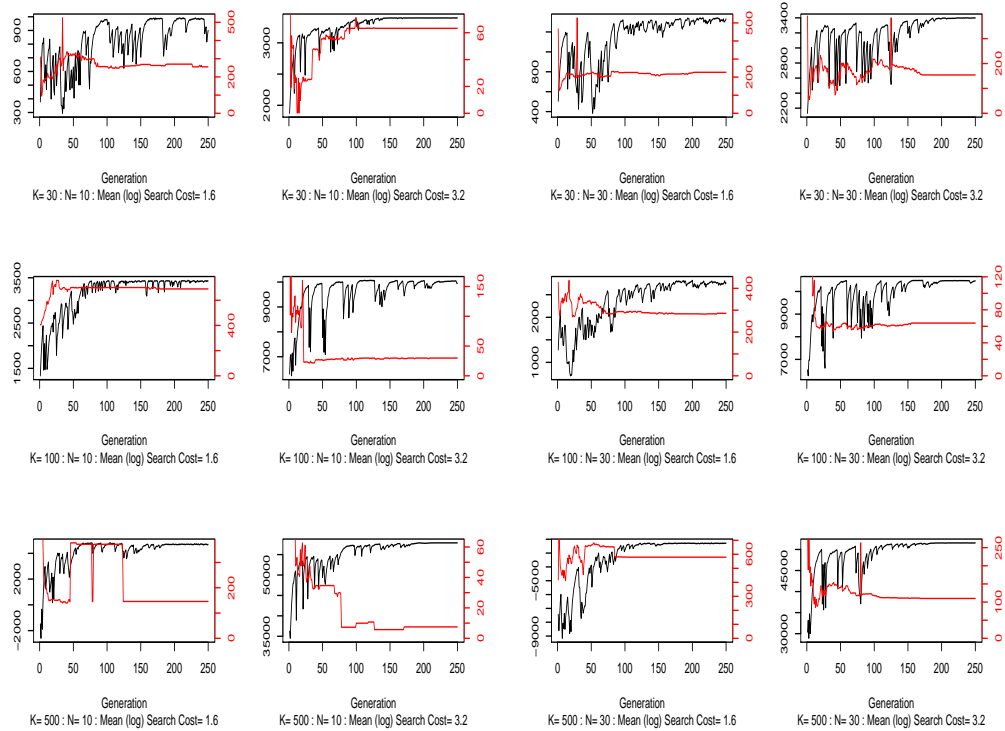 300 600 900
0 200 500
0 50 100 150 200 250
Generation
K= 30 : N= 10 : Mean (log) Search Cost= 1.6
2000 3000
0 20 40 60
0 50 100 150 200 250
Generation
K= 30 : N= 10 : Mean (log) Search Cost= 3.2
400 800
0 200 500
0 50 100 150 200 250
Generation
K= 30 : N= 30 : Mean (log) Search Cost= 1.6
2200 2800 3400
0 200
0 50 100 150 200 250
Generation
K= 30 : N= 30 : Mean (log) Search Cost= 3.2
1500 2500 3500
0 400
0 50 100 150 200 250
Generation
K= 100 : N= 10 : Mean (log) Search Cost= 1.6
7000 9000
0 50 100 150
0 50 100 150 200 250
Generation
K= 100 : N= 10 : Mean (log) Search Cost= 3.2
1000 2000
0 200 300 400
0 50 100 150 200 250
Generation
K= 100 : N= 30 : Mean (log) Search Cost= 1.6
7000 9000
0 20 40 60 80 120
0 50 100 150 200 250
Generation
K= 100 : N= 30 : Mean (log) Search Cost= 3.2
−2000 2000
0 200
0 50 100 150 200 250
Generation
K= 500 : N= 10 : Mean (log) Search Cost= 1.6
35000 50000
0 10 20 30 40 60
0 50 100 150 200 250
Generation
K= 500 : N= 10 : Mean (log) Search Cost= 3.2
−9000 −5000
0 300 600
0 50 100 150 200 250
Generation
K= 500 : N= 30 : Mean (log) Search Cost= 1.6
30000 45000
0 100 250
0 50 100 150 200 250
Generation
K= 500 : N= 30 : Mean (log) Search Cost= 3.2